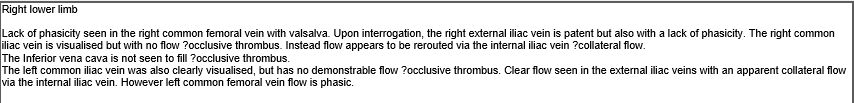 Right lower limb
Lack of phasicity seen in the right common femoral vein with valsalva. Upon interrogation, the right external iliac vein is patent but also with a lack of phasicity. The right common
iliac vein is visualised but with no flow ?occlusive thrombus. Instead flow appears to be rerouted via the internal iliac vein ?collateral flow.
The Inferior vena cava is not seen to fill ?occlusive thrombus.
The left common iliac vein was also clearly visualised, but has no demonstrable flow ?occlusive thrombus. Clear flow seen in the external iliac veins with an apparent collateral flow
via the internal iliac vein. However left common femoral vein flow is phasic.